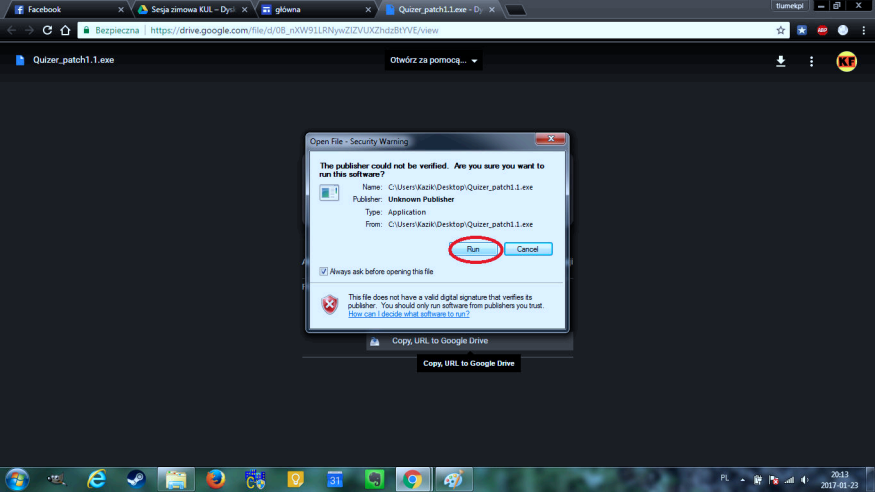 Facebook
Sesja zimowa KUL – Dys
główna
Quizer_patch1.1.exe - D
tlumekpl
Bezpieczna
https://drive.google.com/file/d/0B_nXW91LRNywZlZVUXZhdzBtYVE/view
ABP
Quizer_patch1.1.exe
Otwórz za pomocą...
KF
Open File - Security Warning
The publisher could not be verified. Are you sure you want to
run this software?
Name: C:\Users\Kazik\Desktop\Quizer_patch1.1.exe
Publisher: Unknown Publisher
Type: Application
From: C:\Users\Kazik\Desktop\Quizer_patch1.1.exe
Run
Cancel
Always ask before opening this file
This file does not have a valid digital signature that verifies its
publisher. You should only run software from publishers you trust.
How can I decide what software to run?
Copy, URL to Google Drive
Copy, URL to Google Drive
31
PL
20:13
2017-01-23